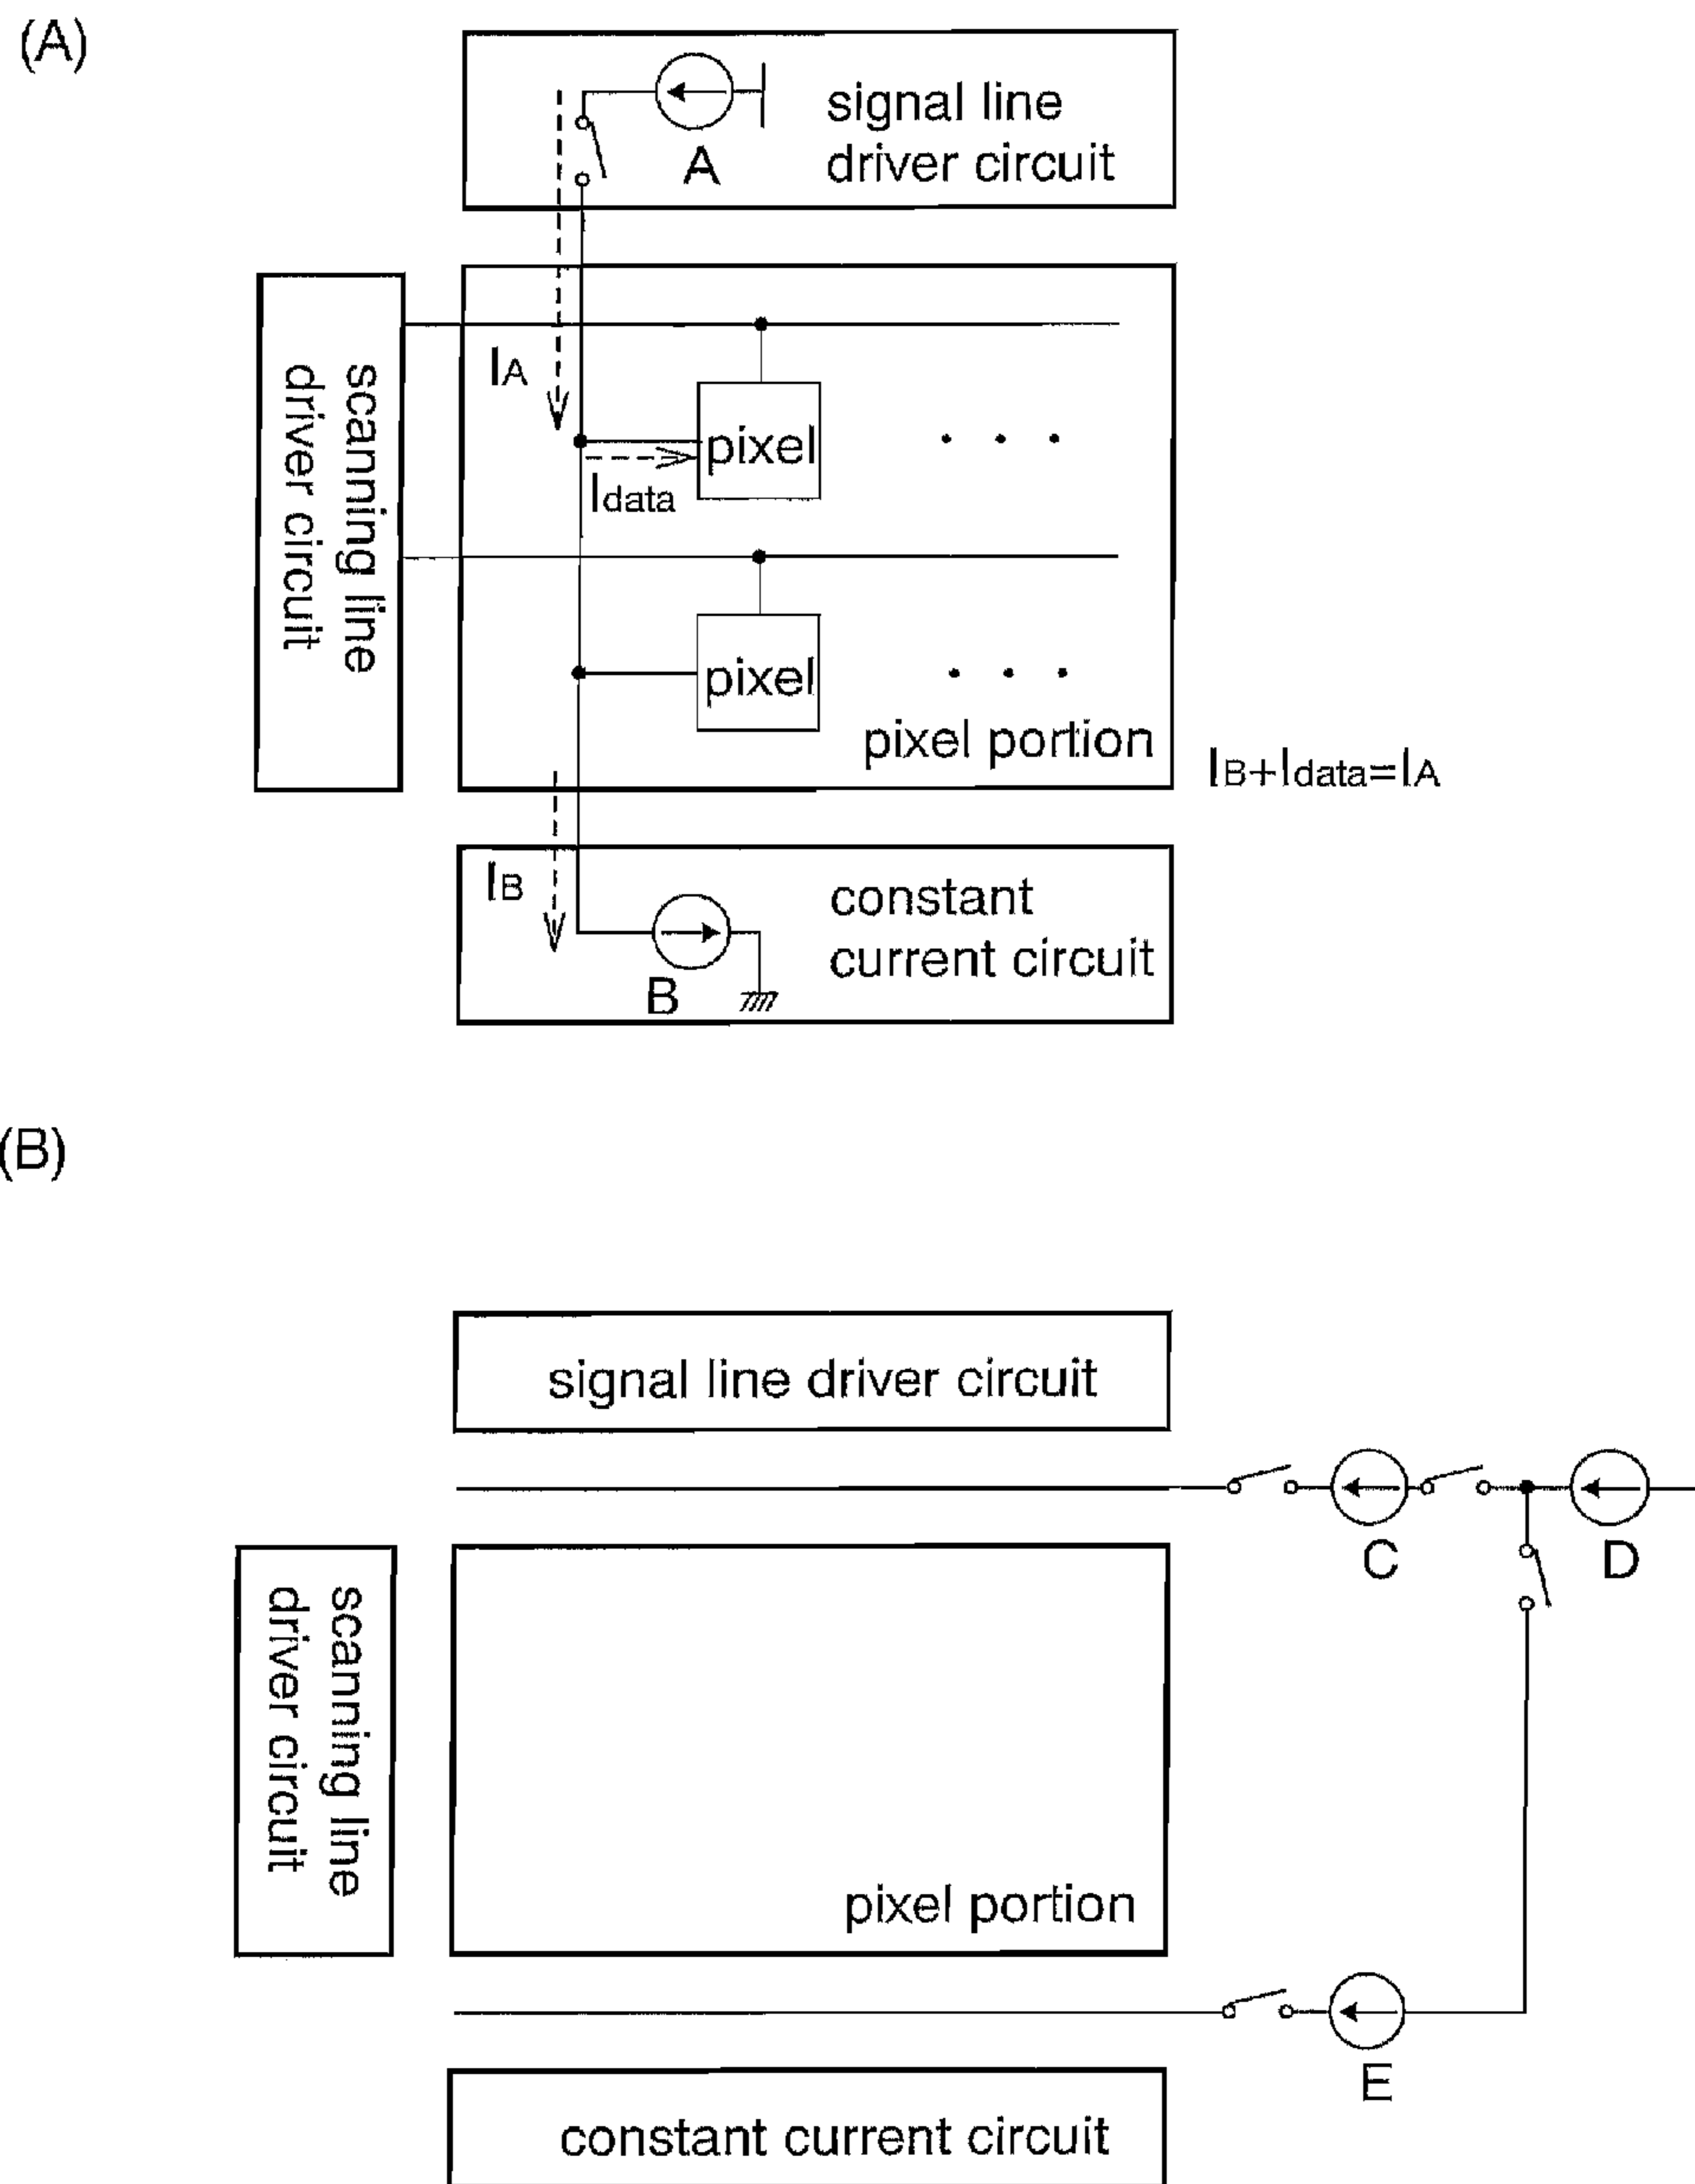 (A)
signal line
driver circuit
A
scanning line
driver circuit
IA
pixel
Idata
pixel
pixel portion
IB+Idata=IA
IB
constant
current circuit
B
(B)
signal line driver circuit
C
D
scanning line
driver circuit
pixel portion
E
constant current circuit